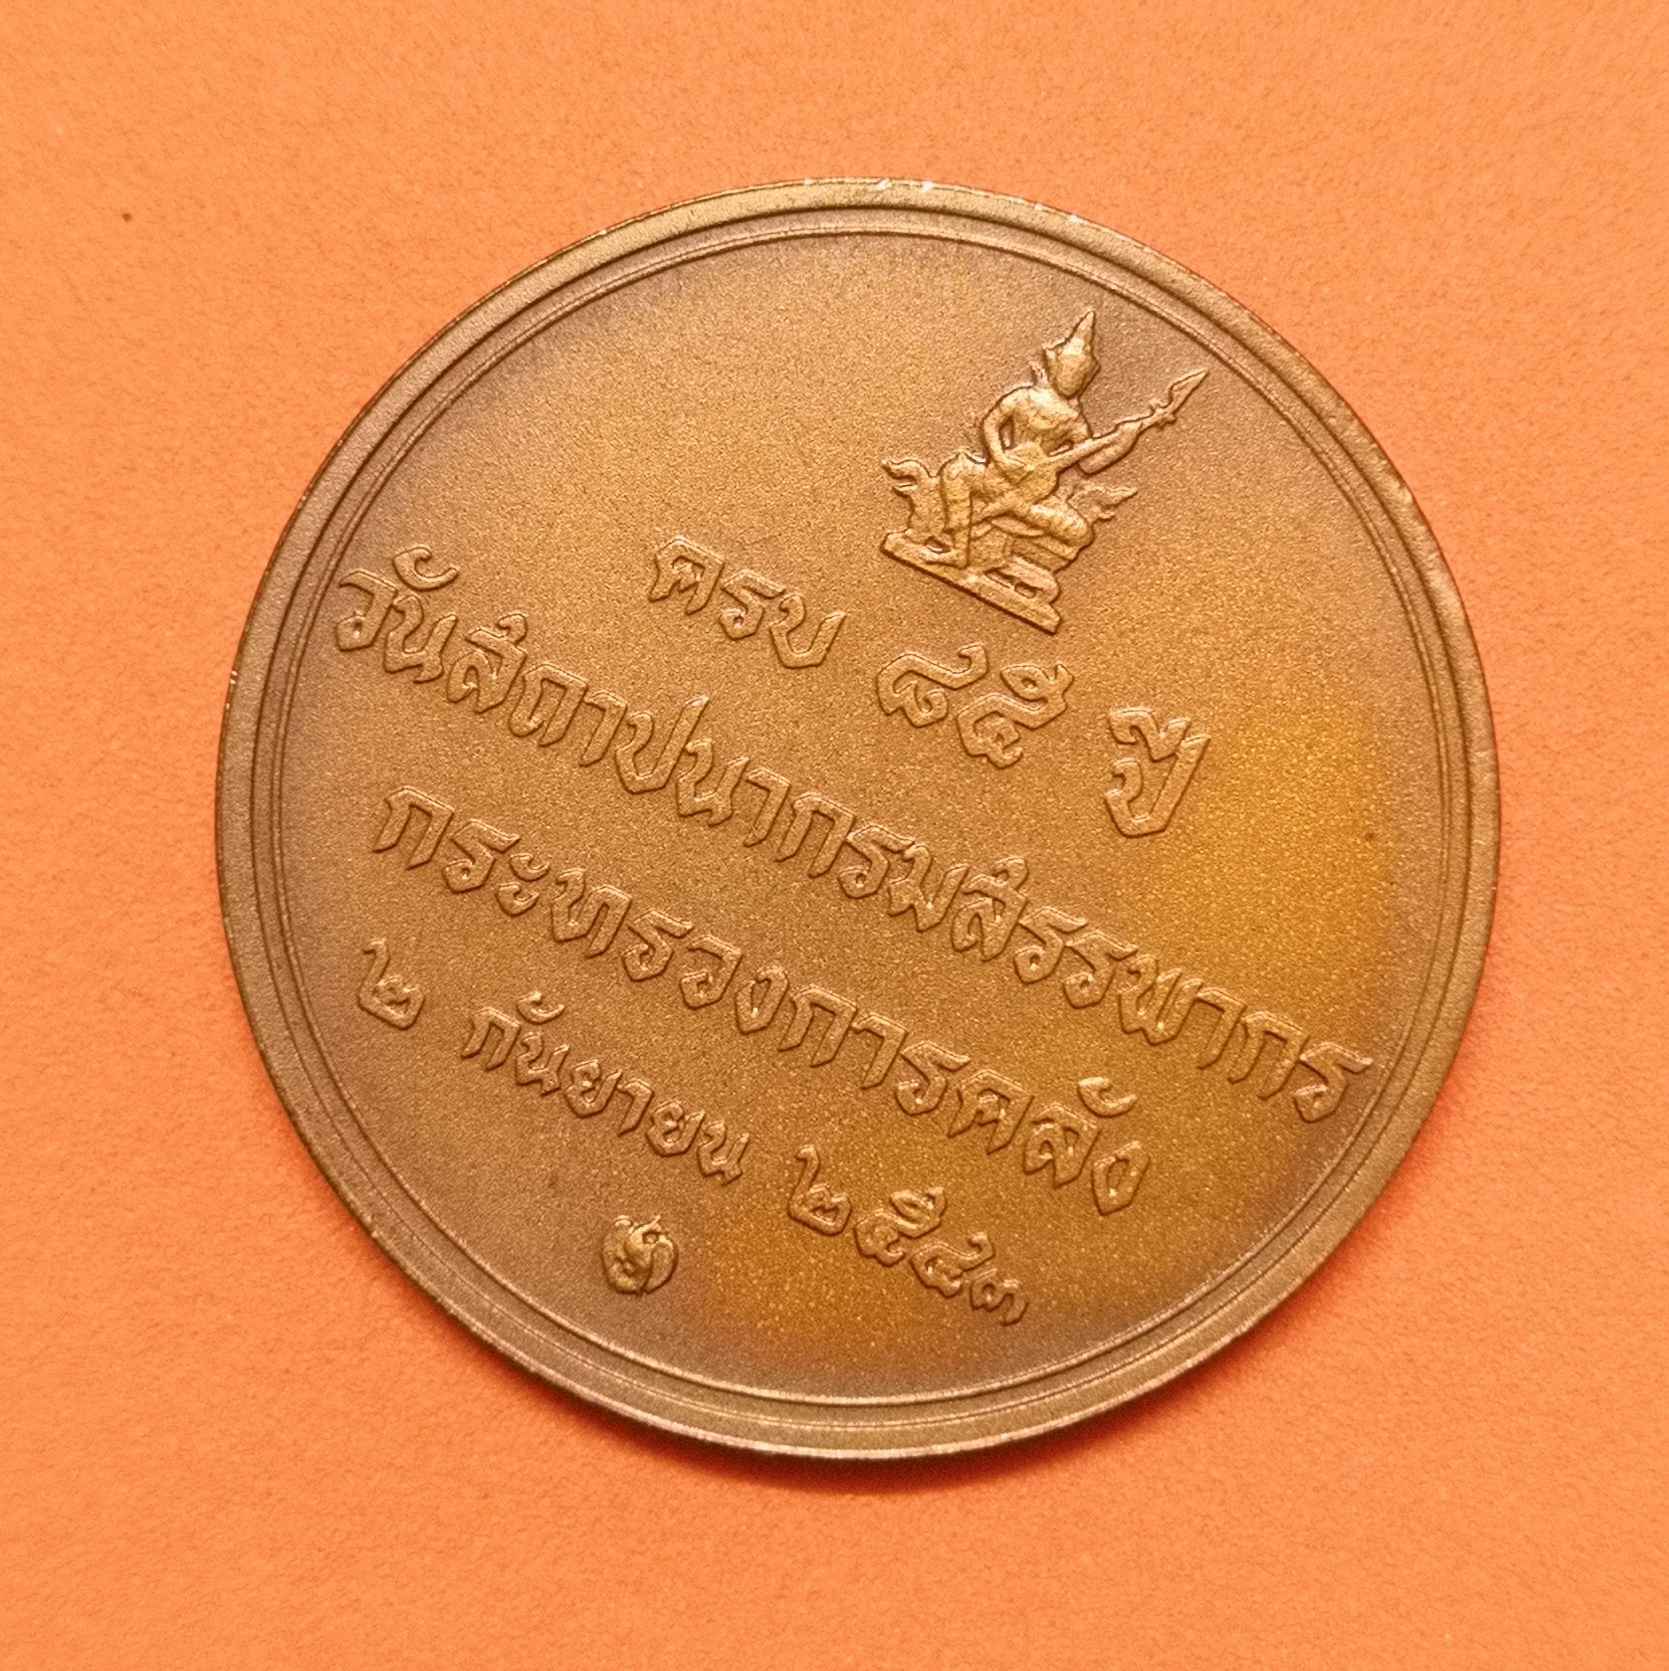 ครบ ๘๕ ปี
วันสถาปนากรมสรรพากร
กระทรวงการคลัง
๒ กันยายน ๒๕๔๓